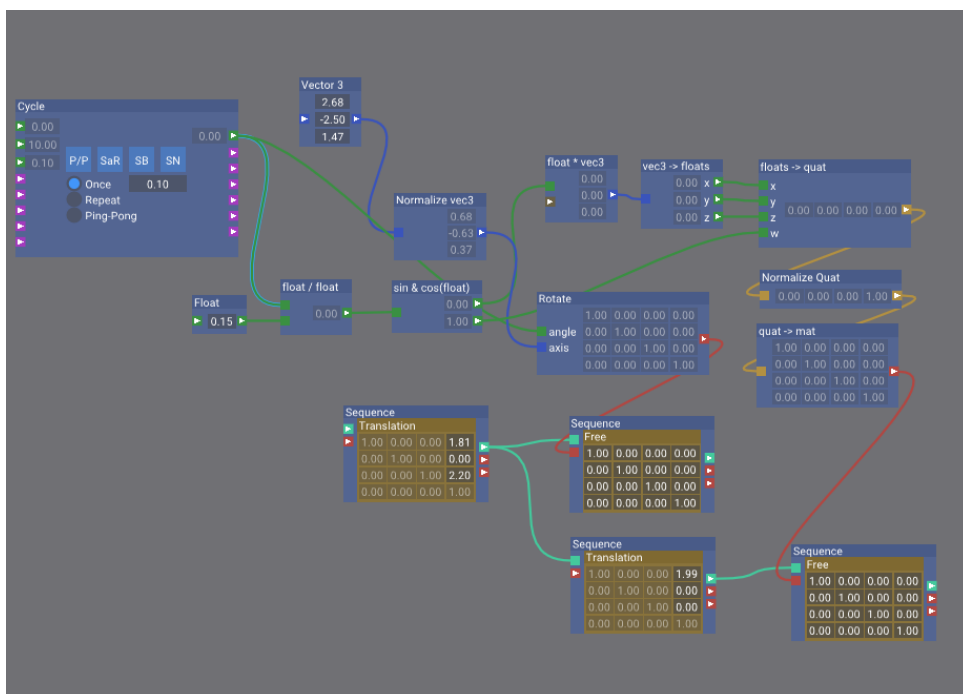 Cycle
0.00
10.00
0.10
0.00
P/P SaR SB SN
Once 0.10
Repeat
Ping-Pong
Vector 3
2.68
-2.50
1.47
Normalize vec3
0.68
-0.63
0.37
float * vec3
0.00
0.00
0.00
vec3 -> floats
0.00 x
0.00 y
0.00 z
floats -> quat
x
y
z
w
0.00 0.00 0.00 0.00
Float
0.15
float / float
0.00
sin & cos(float)
0.00
1.00
Rotate
angle
axis
1.00 0.00 0.00 0.00
0.00 1.00 0.00 0.00
0.00 0.00 1.00 0.00
0.00 0.00 0.00 1.00
Normalize Quat
0.00 0.00 0.00 1.00
quat -> mat
1.00 0.00 0.00 0.00
0.00 1.00 0.00 0.00
0.00 0.00 1.00 0.00
0.00 0.00 0.00 1.00
Sequence
Translation
1.00 0.00 0.00 1.81
0.00 1.00 0.00 0.00
0.00 0.00 1.00 2.20
0.00 0.00 0.00 1.00
Sequence
Free
1.00 0.00 0.00 0.00
0.00 1.00 0.00 0.00
0.00 0.00 1.00 0.00
0.00 0.00 0.00 1.00
Sequence
Translation
1.00 0.00 0.00 1.99
0.00 1.00 0.00 0.00
0.00 0.00 1.00 0.00
0.00 0.00 0.00 1.00
Sequence
Free
1.00 0.00 0.00 0.00
0.00 1.00 0.00 0.00
0.00 0.00 1.00 0.00
0.00 0.00 0.00 1.00